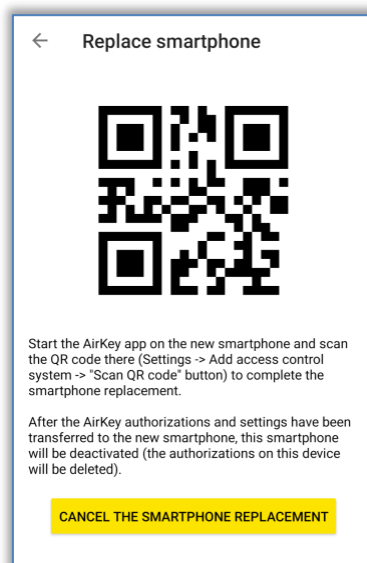 Replace smartphone
Start the AirKey app on the new smartphone and scan
the QR code there (Settings -> Add access control
system -> "Scan QR code" button) to complete the
smartphone replacement.
After the AirKey authorizations and settings have been
transferred to the new smartphone, this smartphone
will be deactivated (the authorizations on this device
will be deleted).
CANCEL THE SMARTPHONE REPLACEMENT